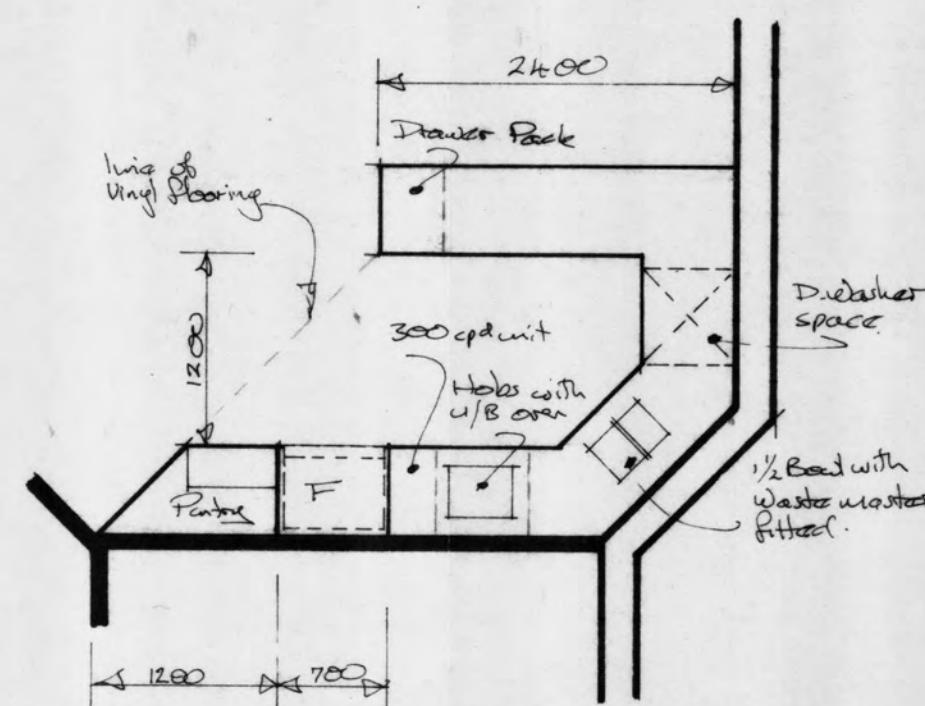 2400
Drawer Pack
line of
Vinyl flooring
D.washer
space
300 cpd unit
1200
Hobs with
U/B oven
1½ Bowl with
Waste master
fitted.
Pantry
F
1200
700